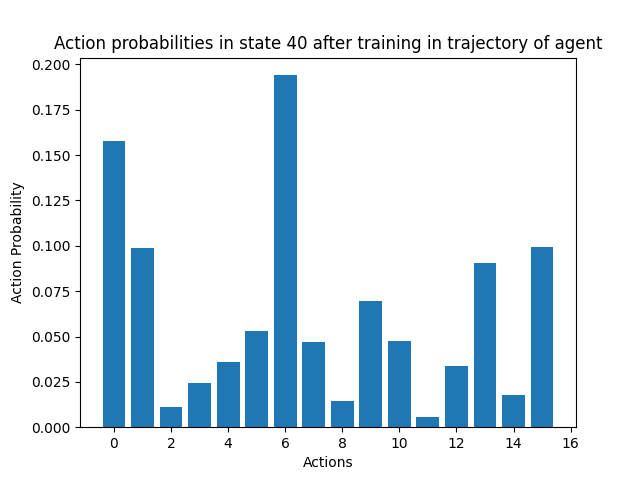 Action probabilities in state 40 after training in trajectory of agent
0.200
0.175
0.150
0.125
0.100
0.075
0.050
0.025
0.000
Action Probability
0 2 4 6 8 10 12 14 16
Actions